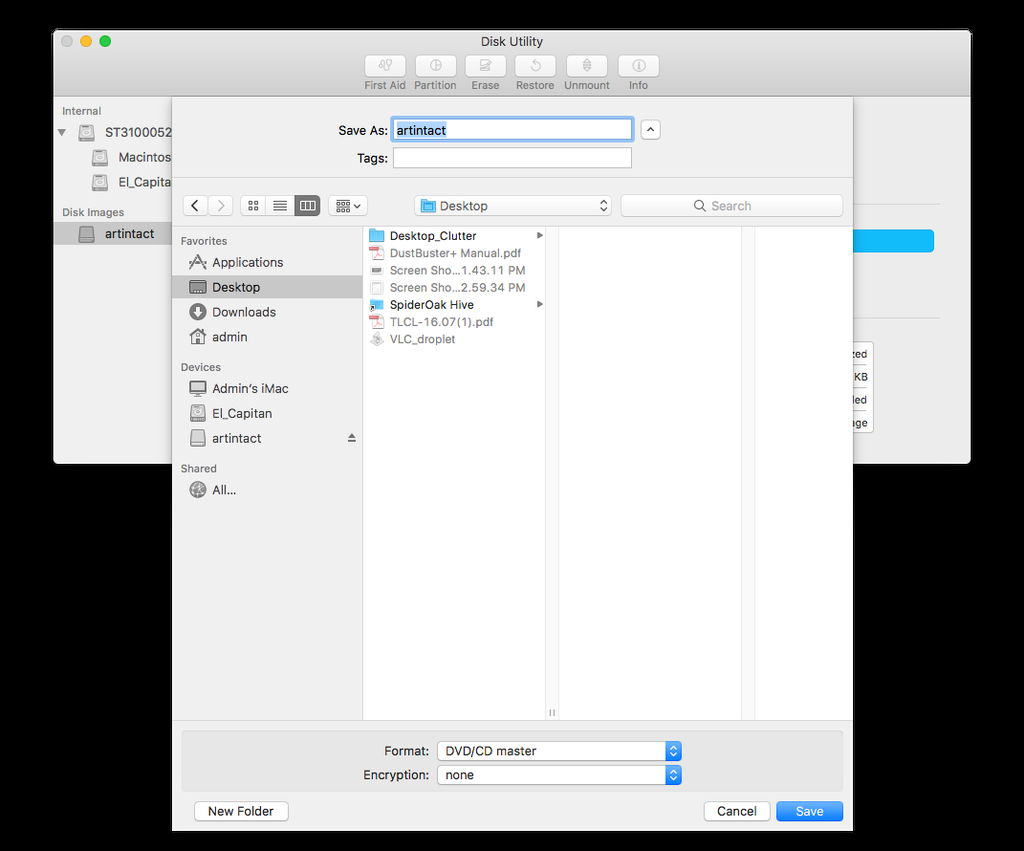 Disk Utility
First Aid Partition Erase Restore Unmount Info
Internal
ST3100052
Macintos
El_Capita
Disk Images
artintact
Save As: artintact
Tags:
Desktop
Search
Favorites
Applications
Desktop
Downloads
admin
Devices
Admin's iMac
El_Capitan
artintact
Shared
All...
Desktop_Clutter
DustBuster+ Manual.pdf
Screen Sho...1.43.11 PM
Screen Sho...2.59.34 PM
SpiderOak Hive
TLCL-16.07(1).pdf
VLC_droplet
zed
KB
led
age
Format: DVD/CD master
Encryption: none
New Folder
Cancel Save